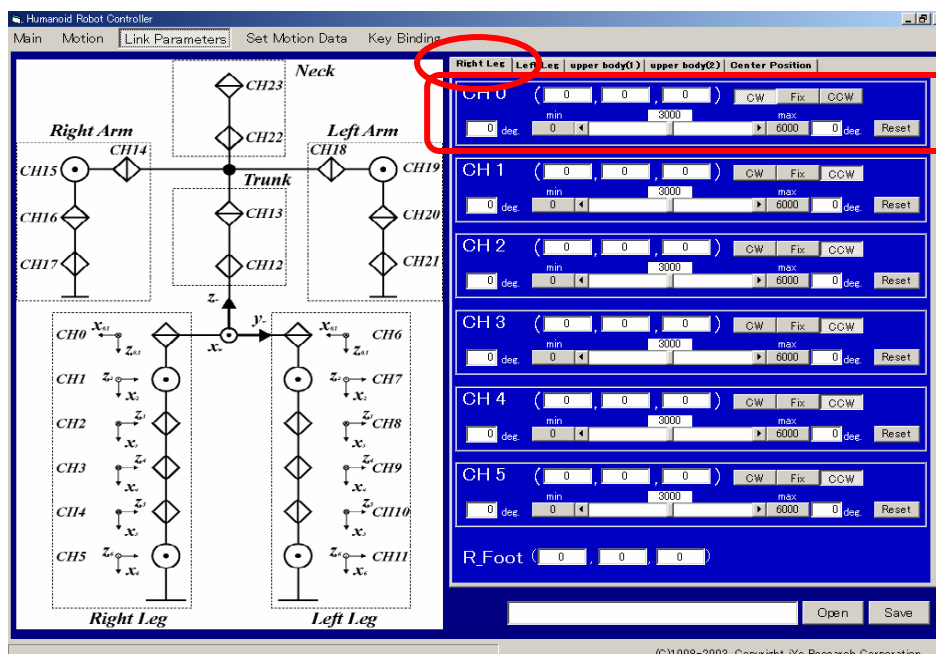 Humanoid Robot Controller
Main Motion Link Parameters Set Motion Data Key Binding
Neck
CH23
CH22
Right Arm
Left Arm
CH14
CH18
CH15
CH19
Trunk
CH16
CH13
CH20
CH17
CH12
CH21
z
y
x
CH0
CH6
CH1
CH7
CH2
CH8
CH3
CH9
CH4
CH10
CH5
CH11
Right Leg
Left Leg
Right Leg Left Leg upper body(1) upper body(2) Center Position
CH 0 ( 0 , 0 , 0 ) CW Fix CCW
min 3000 max
0 deg. 0 6000 0 deg. Reset
CH 1 ( 0 , 0 , 0 ) CW Fix CCW
min 3000 max
0 deg. 0 6000 0 deg. Reset
CH 2 ( 0 , 0 , 0 ) CW Fix CCW
min 3000 max
0 deg. 0 6000 0 deg. Reset
CH 3 ( 0 , 0 , 0 ) CW Fix CCW
min 3000 max
0 deg. 0 6000 0 deg. Reset
CH 4 ( 0 , 0 , 0 ) CW Fix CCW
min 3000 max
0 deg. 0 6000 0 deg. Reset
CH 5 ( 0 , 0 , 0 ) CW Fix CCW
min 3000 max
0 deg. 0 6000 0 deg. Reset
R_Foot ( 0 , 0 , 0 )
Open Save
(C)1998-2003 Copyright iXs Research Corporation